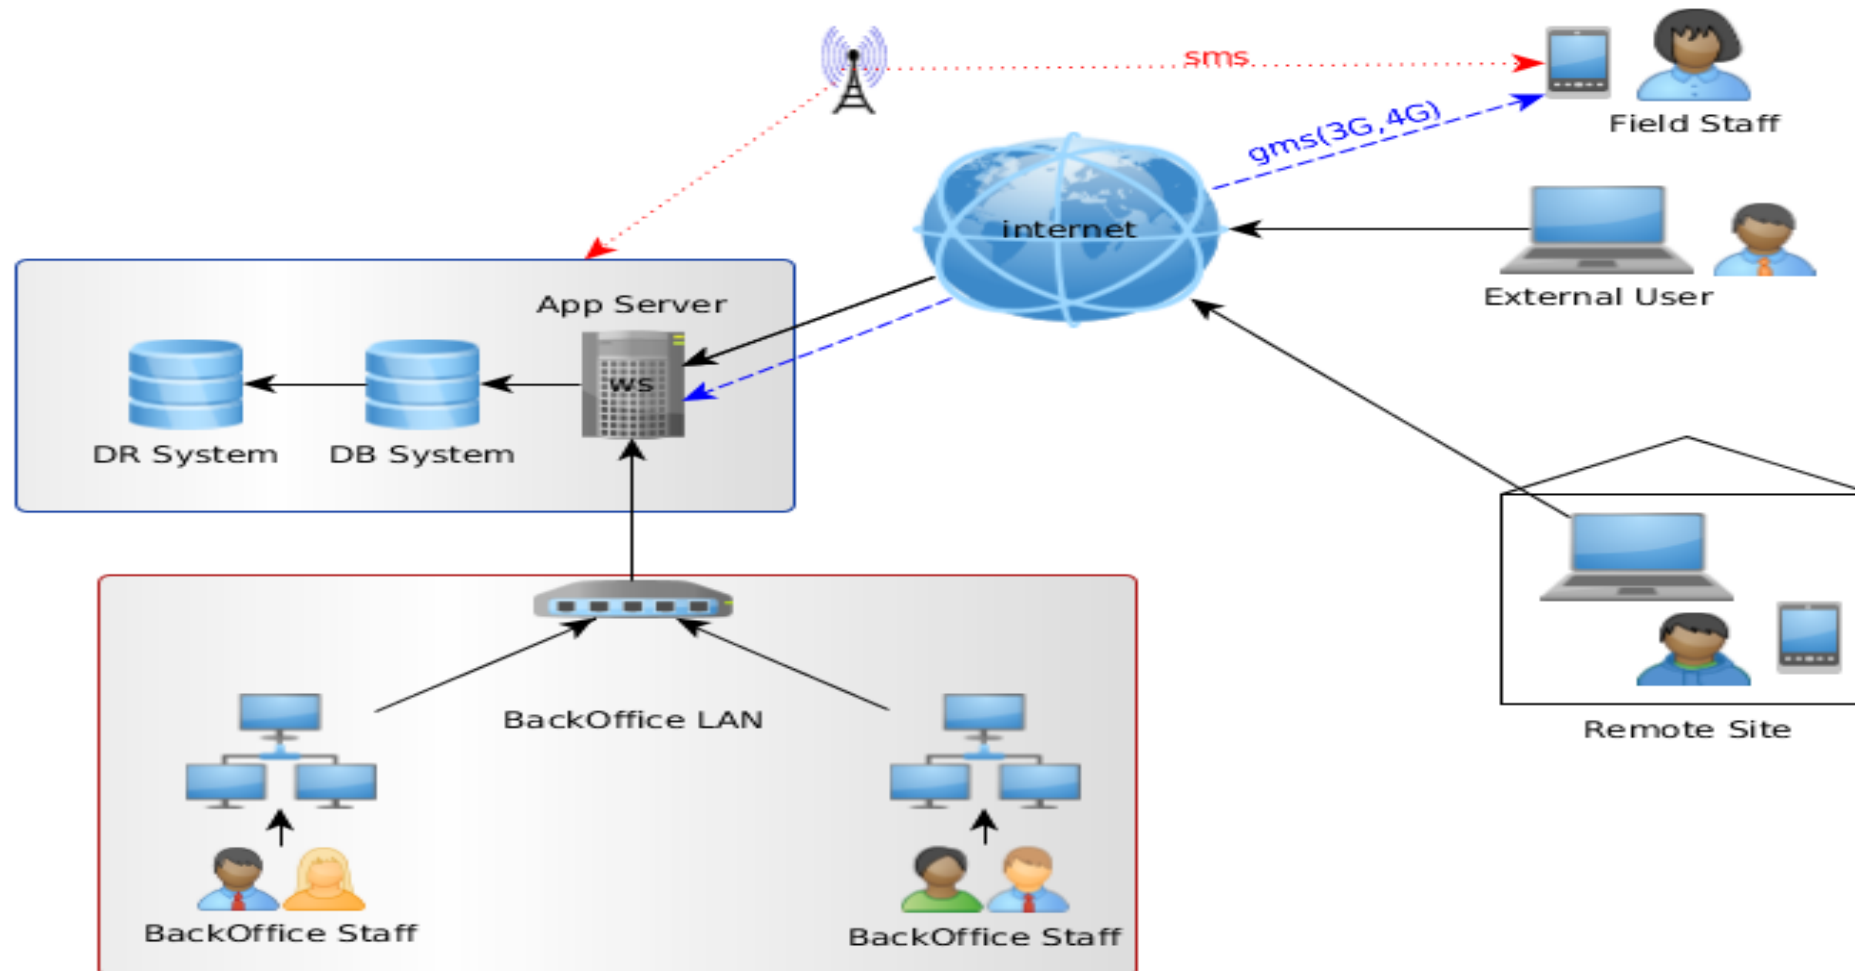 sms
gms(3G,4G)
Field Staff
internet
External User
App Server
ws
DR System
DB System
BackOffice LAN
Remote Site
BackOffice Staff
BackOffice Staff